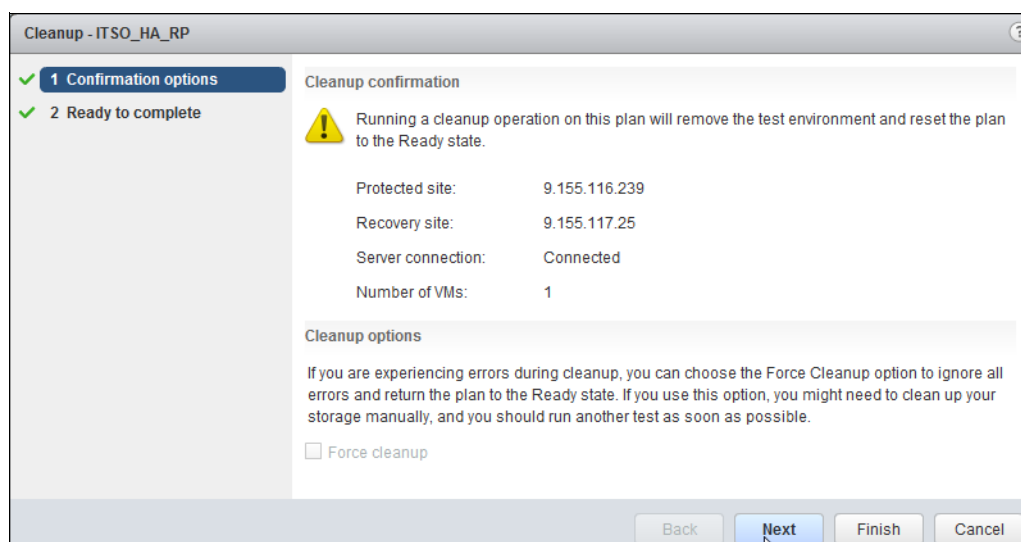 Cleanup - ITSO_HA_RP
?
1 Confirmation options
2 Ready to complete
Cleanup confirmation
Running a cleanup operation on this plan will remove the test environment and reset the plan
to the Ready state.
Protected site: 9.155.116.239
Recovery site: 9.155.117.25
Server connection: Connected
Number of VMs: 1
Cleanup options
If you are experiencing errors during cleanup, you can choose the Force Cleanup option to ignore all
errors and return the plan to the Ready state. If you use this option, you might need to clean up your
storage manually, and you should run another test as soon as possible.
Force cleanup
Back Next Finish Cancel